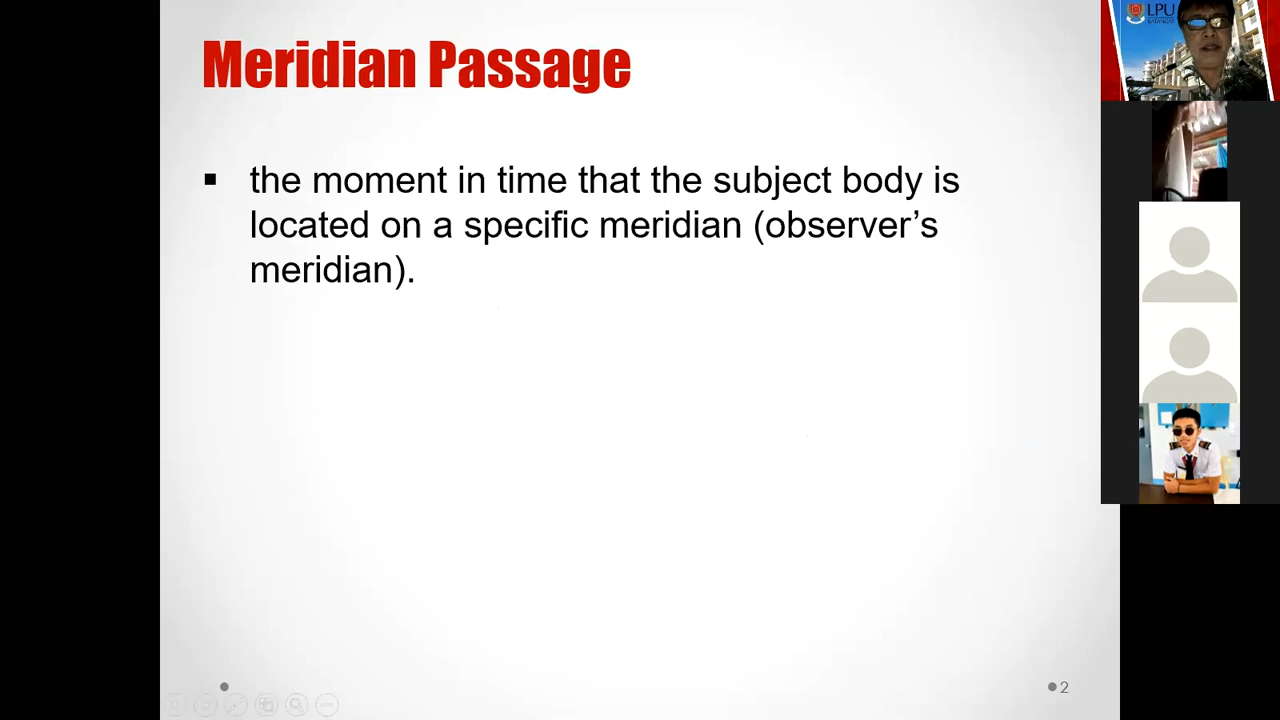 Meridian Passage
▪ the moment in time that the subject body is
located on a specific meridian (observer’s
meridian).
2
LPU
BATANGAS